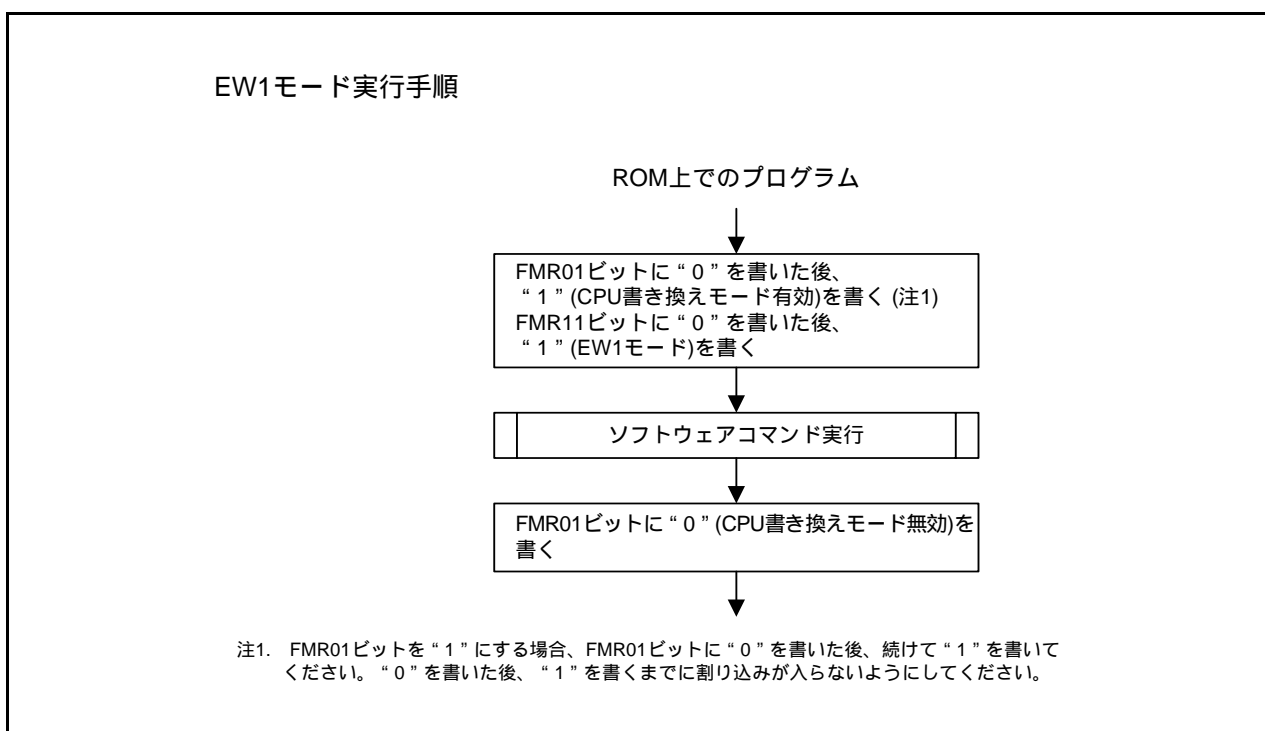 EW1モード実行手順
ROM上でのプログラム
FMR01ビットに“0”を書いた後、
“1”(CPU書き換えモード有効)を書く (注1)
FMR11ビットに“0”を書いた後、
“1”(EW1モード)を書く
ソフトウェアコマンド実行
FMR01ビットに“0”(CPU書き換えモード無効)を
書く
注1. FMR01ビットを“1”にする場合、FMR01ビットに“0”を書いた後、続けて“1”を書いて
ください。“0”を書いた後、“1”を書くまでに割り込みが入らないようにしてください。